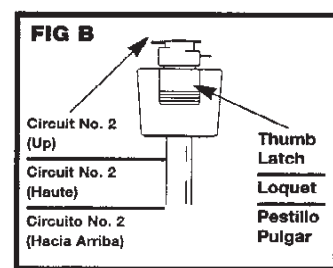 FIG B
Circuit No. 2
(Up)
Circuit No. 2
(Haute)
Circuito No. 2
(Hacia Arriba)
Thumb
Latch
Loquet
Pestillo
Pulgar